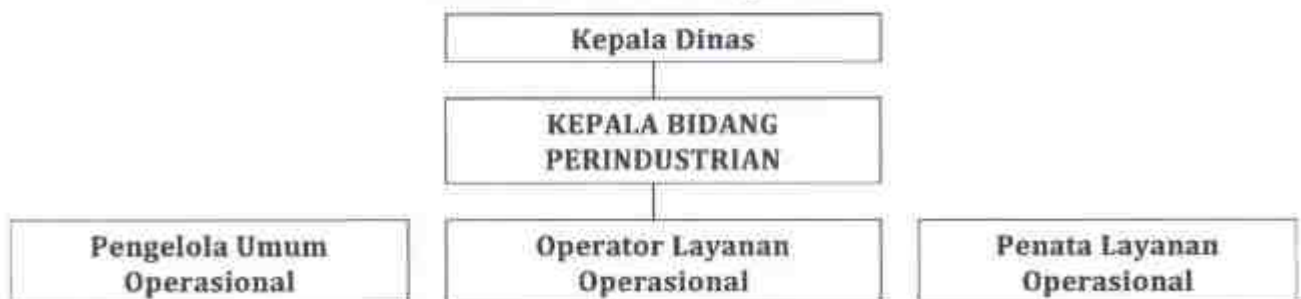 Kepala Dinas
KEPALA BIDANG
PERINDUSTRIAN
Pengelola Umum
Operasional
Operator Layanan
Operasional
Penata Layanan
Operasional